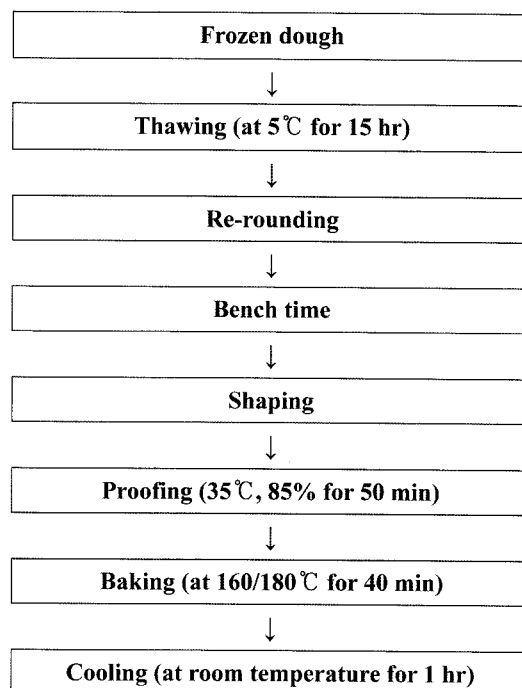 Frozen dough
↓
Thawing (at 5℃ for 15 hr)
↓
Re-rounding
↓
Bench time
↓
Shaping
↓
Proofing (35℃, 85% for 50 min)
↓
Baking (at 160/180℃ for 40 min)
↓
Cooling (at room temperature for 1 hr)